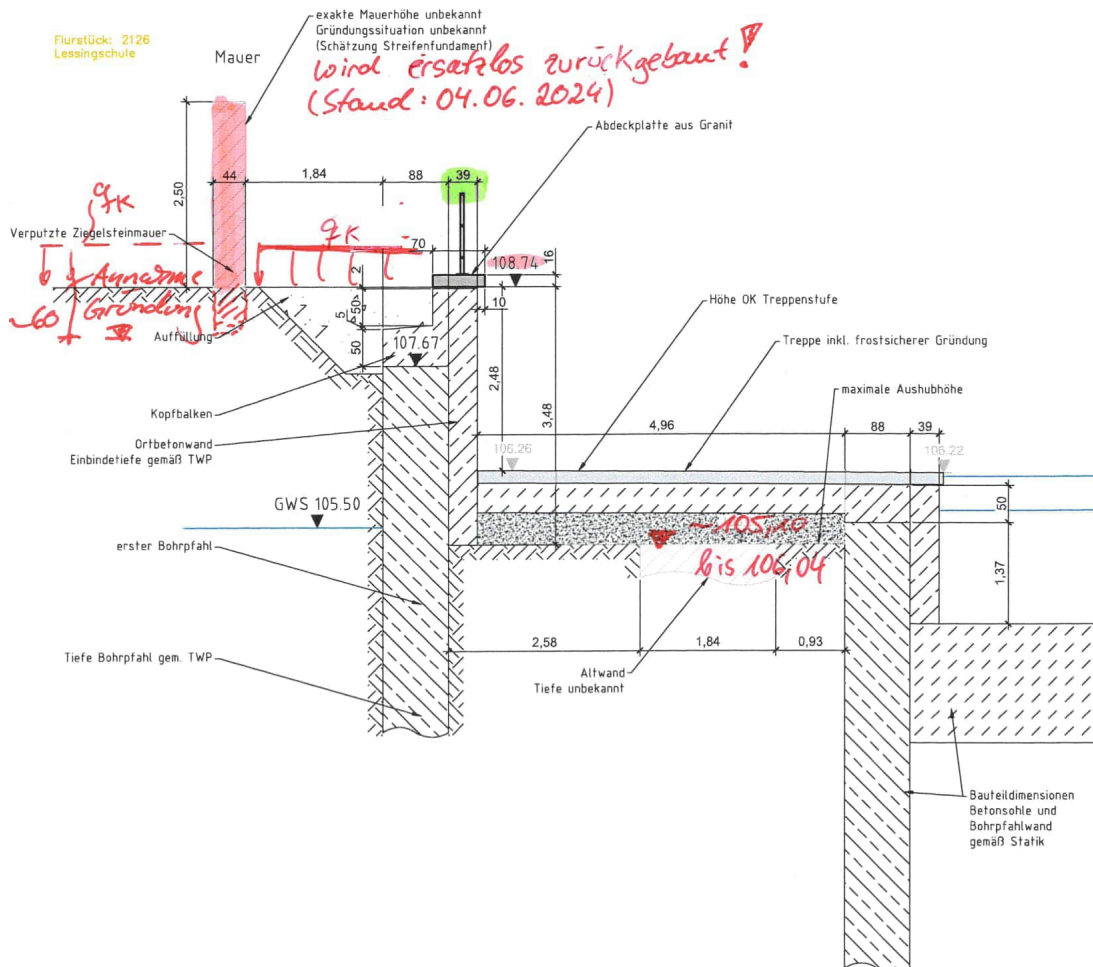 Flurstück: 2126
Lessingschule
Mauer
exakte Mauerhöhe unbekannt
Gründungssituation unbekannt
(Schätzung Streifenfundament)
wird ersatzlos zurückgebaut!
(Stand: 04.06.2024)
Abdeckplatte aus Granit
2,50
44
1,84
88
39
qK
qK
70
16
Verputzte Ziegelsteinmauer
108.74
2
10
Annahme
Gründung
~60
50
5
50
Auffüllung
107.67
Höhe OK Treppenstufe
Treppe inkl. frostsicherer Gründung
2,48
3,48
maximale Aushubhöhe
Kopfbalken
Ortbetonwand
Einbindetiefe gemäß TWP
4,96
88
39
106.26
106.22
GWS 105.50
50
~105,10
bis 106,04
erster Bohrpfahl
1,37
2,58
1,84
0,93
Tiefe Bohrpfahl gem. TWP
Altwand
Tiefe unbekannt
Bauteildimensionen
Betonsohle und
Bohrpfahlwand
gemäß Statik